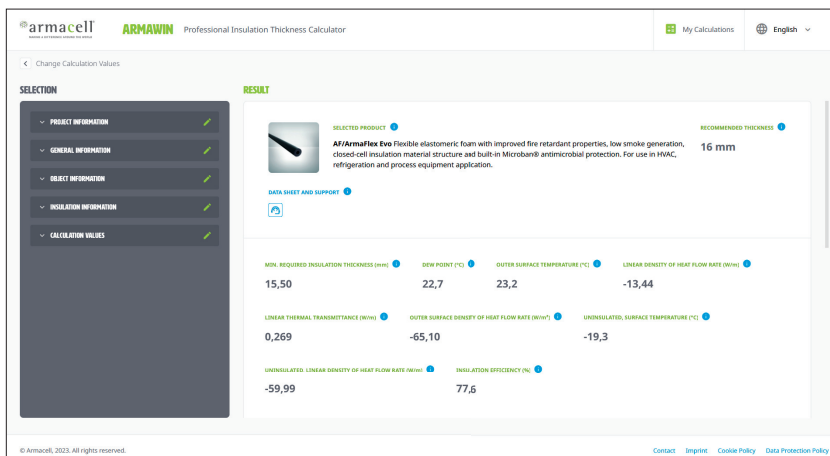 armacell
ARMAWIN Professional Insulation Thickness Calculator
My Calculations
English
Change Calculation Values
SELECTION
RESULT
PROJECT INFORMATION
GENERAL INFORMATION
OBJECT INFORMATION
INSULATION INFORMATION
CALCULATION VALUES
SELECTED PRODUCT
AF/ArmaFlex Evo Flexible elastomeric foam with improved fire retardant properties, low smoke generation,
closed-cell insulation material structure and built-in Microban® antimicrobial protection. For use in HVAC,
refrigeration and process equipment application.
RECOMMENDED THICKNESS
16 mm
DATA SHEET AND SUPPORT
MIN. REQUIRED INSULATION THICKNESS (mm)
15,50
DEW POINT (°C)
22,7
OUTER SURFACE TEMPERATURE (°C)
23,2
LINEAR DENSITY OF HEAT FLOW RATE (W/m)
-13,44
LINEAR THERMAL TRANSMITTANCE (W/m)
0,269
OUTER SURFACE DENSITY OF HEAT FLOW RATE (W/m²)
-65,10
UNINSULATED, SURFACE TEMPERATURE (°C)
-19,3
UNINSULATED, LINEAR DENSITY OF HEAT FLOW RATE (W/m)
-59,99
INSULATION EFFICIENCY (%)
77,6
© Armacell, 2023. All rights reserved.
Contact Imprint Cookie Policy Data Protection Policy